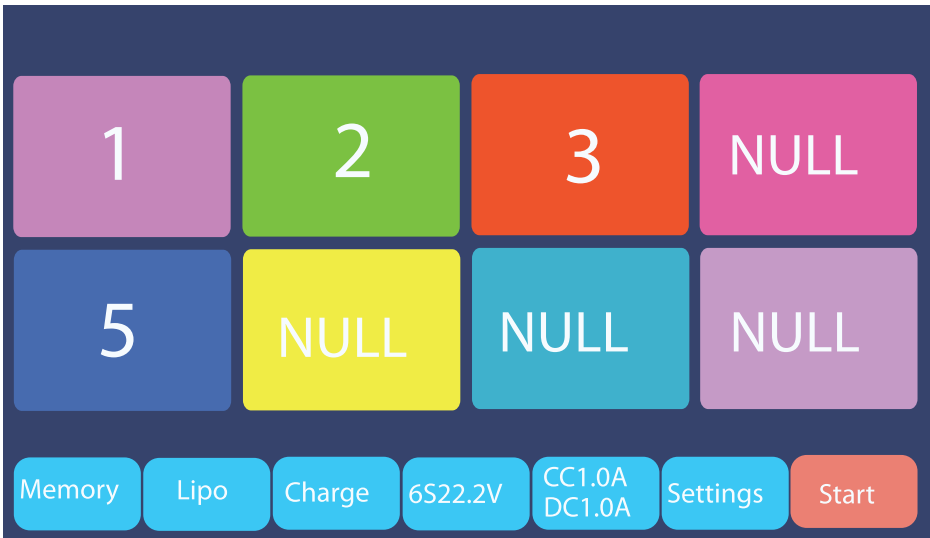 1
2
3
NULL
5
NULL
NULL
NULL
Memory
Lipo
Charge
6S22.2V
CC1.0A
DC1.0A
Settings
Start